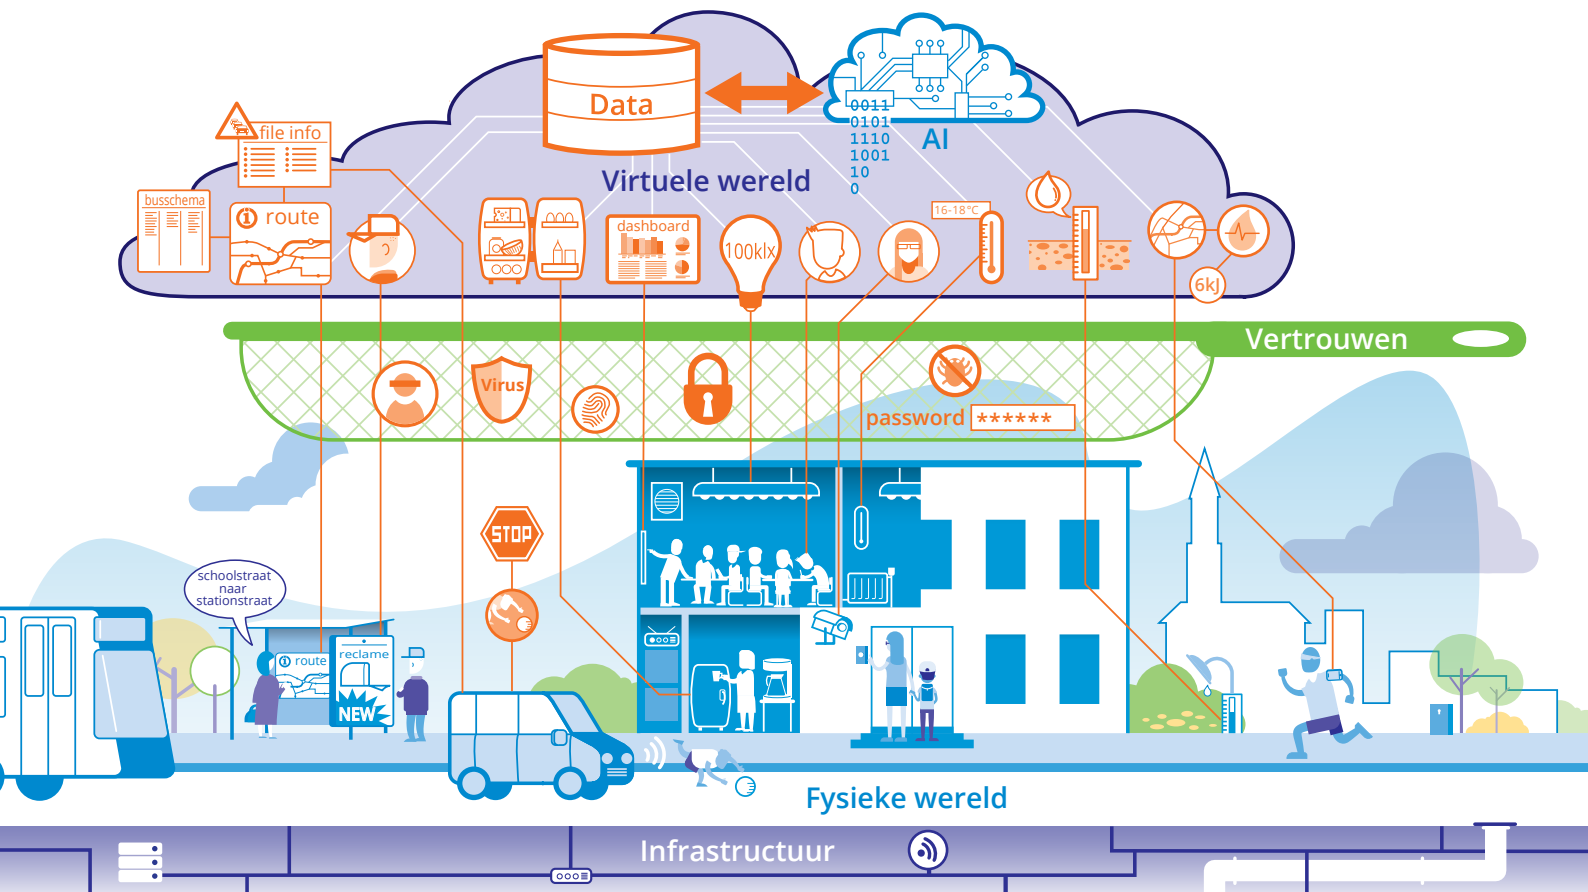 Data
0011
0101
1110
1001
10
0
AI
Virtuele wereld
file info
busschema
i route
dashboard
100klx
16-18°C
6kJ
Vertrouwen
Virus
password ******
STOP
schoolstraat
naar
stationstraat
i route
reclame
NEW
Fysieke wereld
Infrastructuur